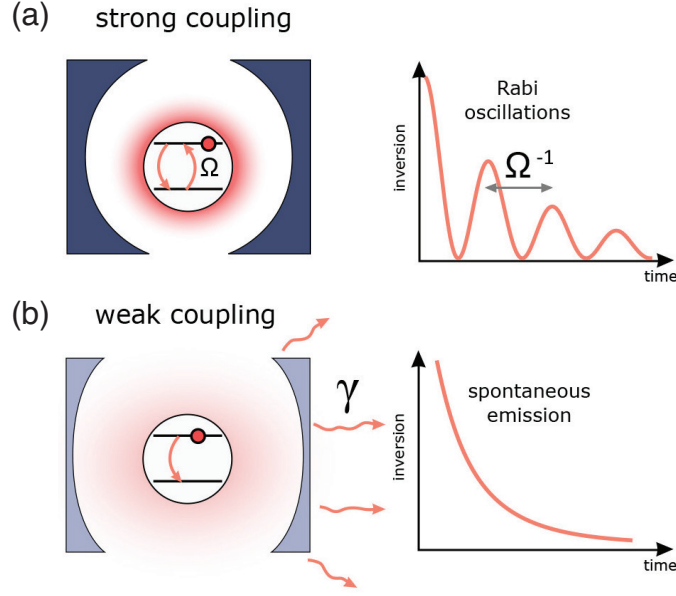 (a) strong coupling
Ω
Rabi
oscillations
Ω⁻¹
inversion
time
(b) weak coupling
γ
spontaneous
emission
inversion
time